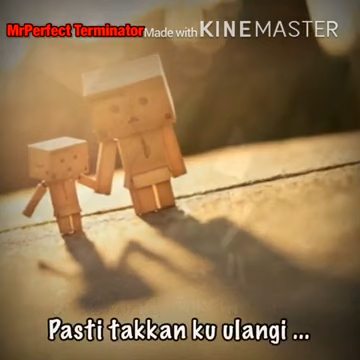 MrPerfect Terminator
Made with KINEMASTER
Pasti takkan ku ulangi ...